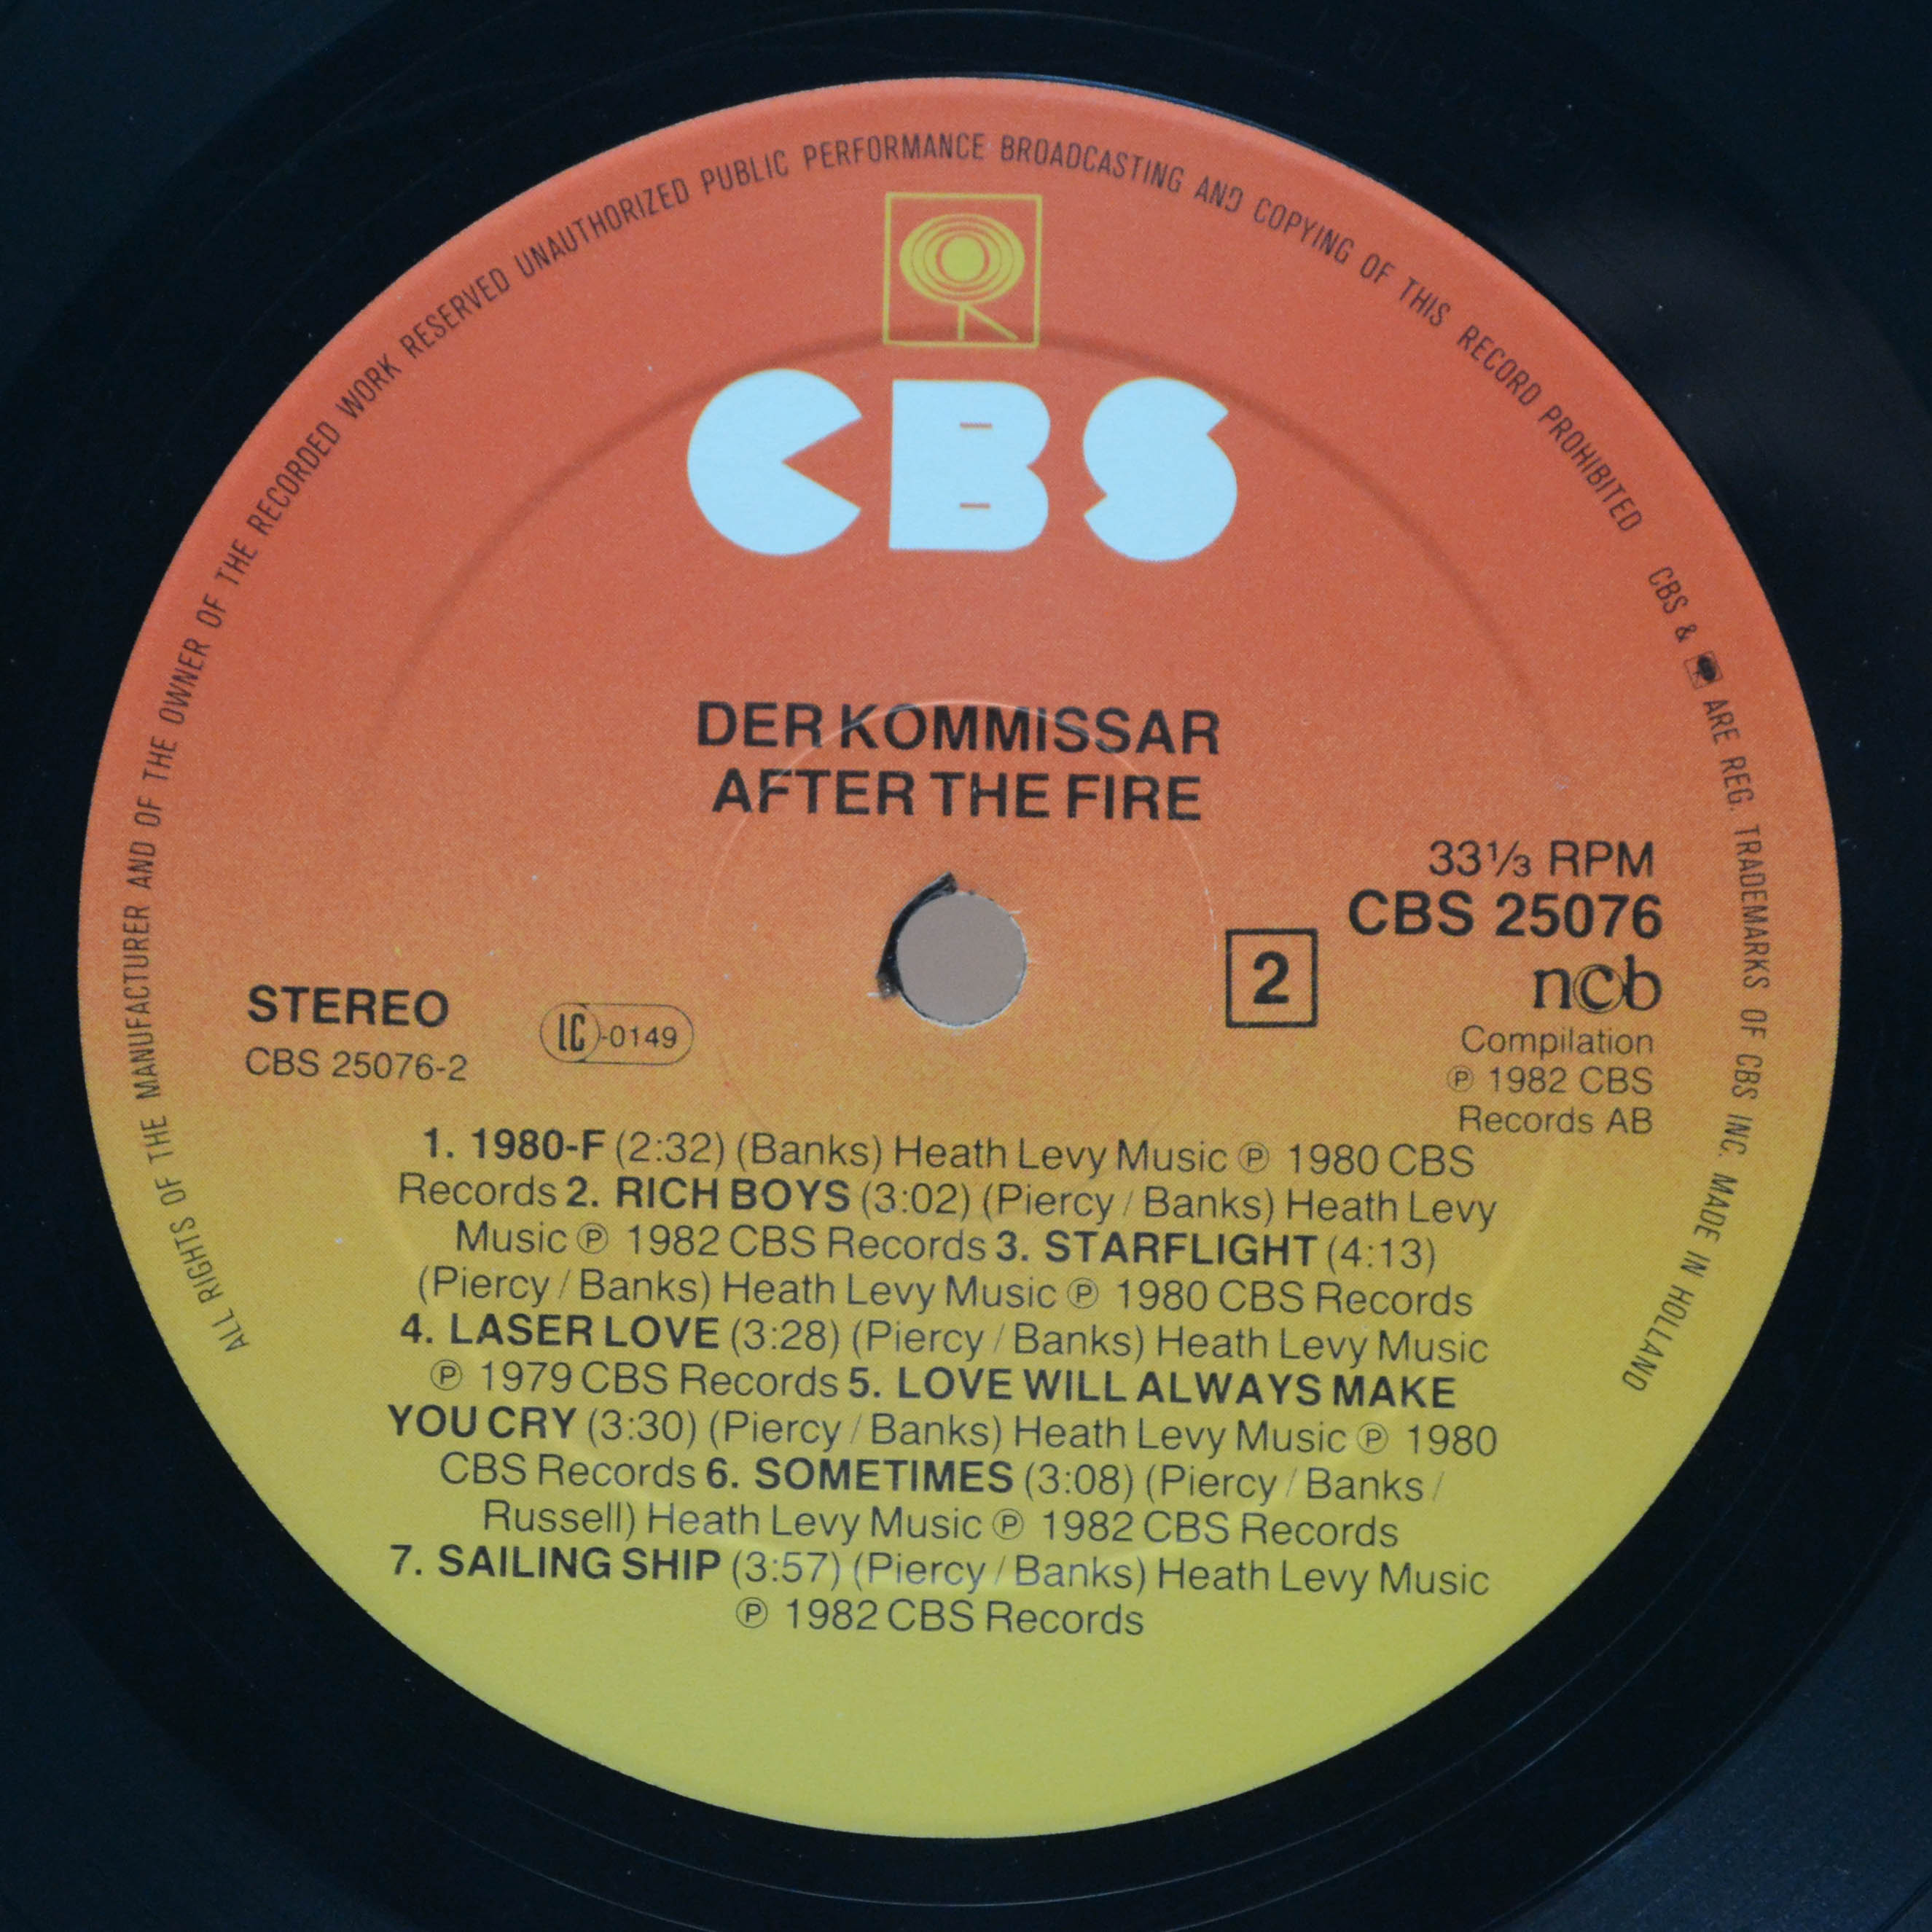 ALL RIGHTS OF THE MANUFACTURER AND OF THE OWNER OF THE RECORDED WORK RESERVED UNAUTHORIZED PUBLIC PERFORMANCE BROADCASTING AND COPYING OF THIS RECORD PROHIBITED CBS & ARE REG. TRADEMARKS OF CBS INC. MADE IN HOLLAND
CBS
DER KOMMISSAR
AFTER THE FIRE
33⅓ RPM
CBS 25076
2
ncb
STEREO
CBS 25076-2
LC-0149
Compilation
℗ 1982 CBS
Records AB
1. 1980-F (2:32) (Banks) Heath Levy Music ℗ 1980 CBS
Records 2. RICH BOYS (3:02) (Piercy / Banks) Heath Levy
Music ℗ 1982 CBS Records 3. STARFLIGHT (4:13)
(Piercy / Banks) Heath Levy Music ℗ 1980 CBS Records
4. LASER LOVE (3:28) (Piercy / Banks) Heath Levy Music
℗ 1979 CBS Records 5. LOVE WILL ALWAYS MAKE
YOU CRY (3:30) (Piercy / Banks) Heath Levy Music ℗ 1980
CBS Records 6. SOMETIMES (3:08) (Piercy / Banks /
Russell) Heath Levy Music ℗ 1982 CBS Records
7. SAILING SHIP (3:57) (Piercy / Banks) Heath Levy Music
℗ 1982 CBS Records